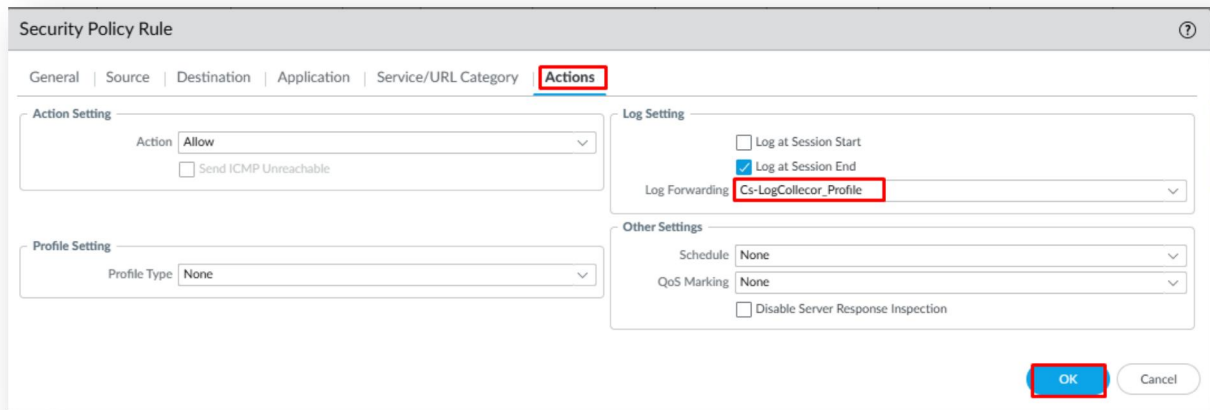 Security Policy Rule
General | Source | Destination | Application | Service/URL Category | Actions
Action Setting
Action Allow
Send ICMP Unreachable
Log Setting
Log at Session Start
Log at Session End
Log Forwarding Cs-LogCollecor_Profile
Profile Setting
Profile Type None
Other Settings
Schedule None
QoS Marking None
Disable Server Response Inspection
OK Cancel